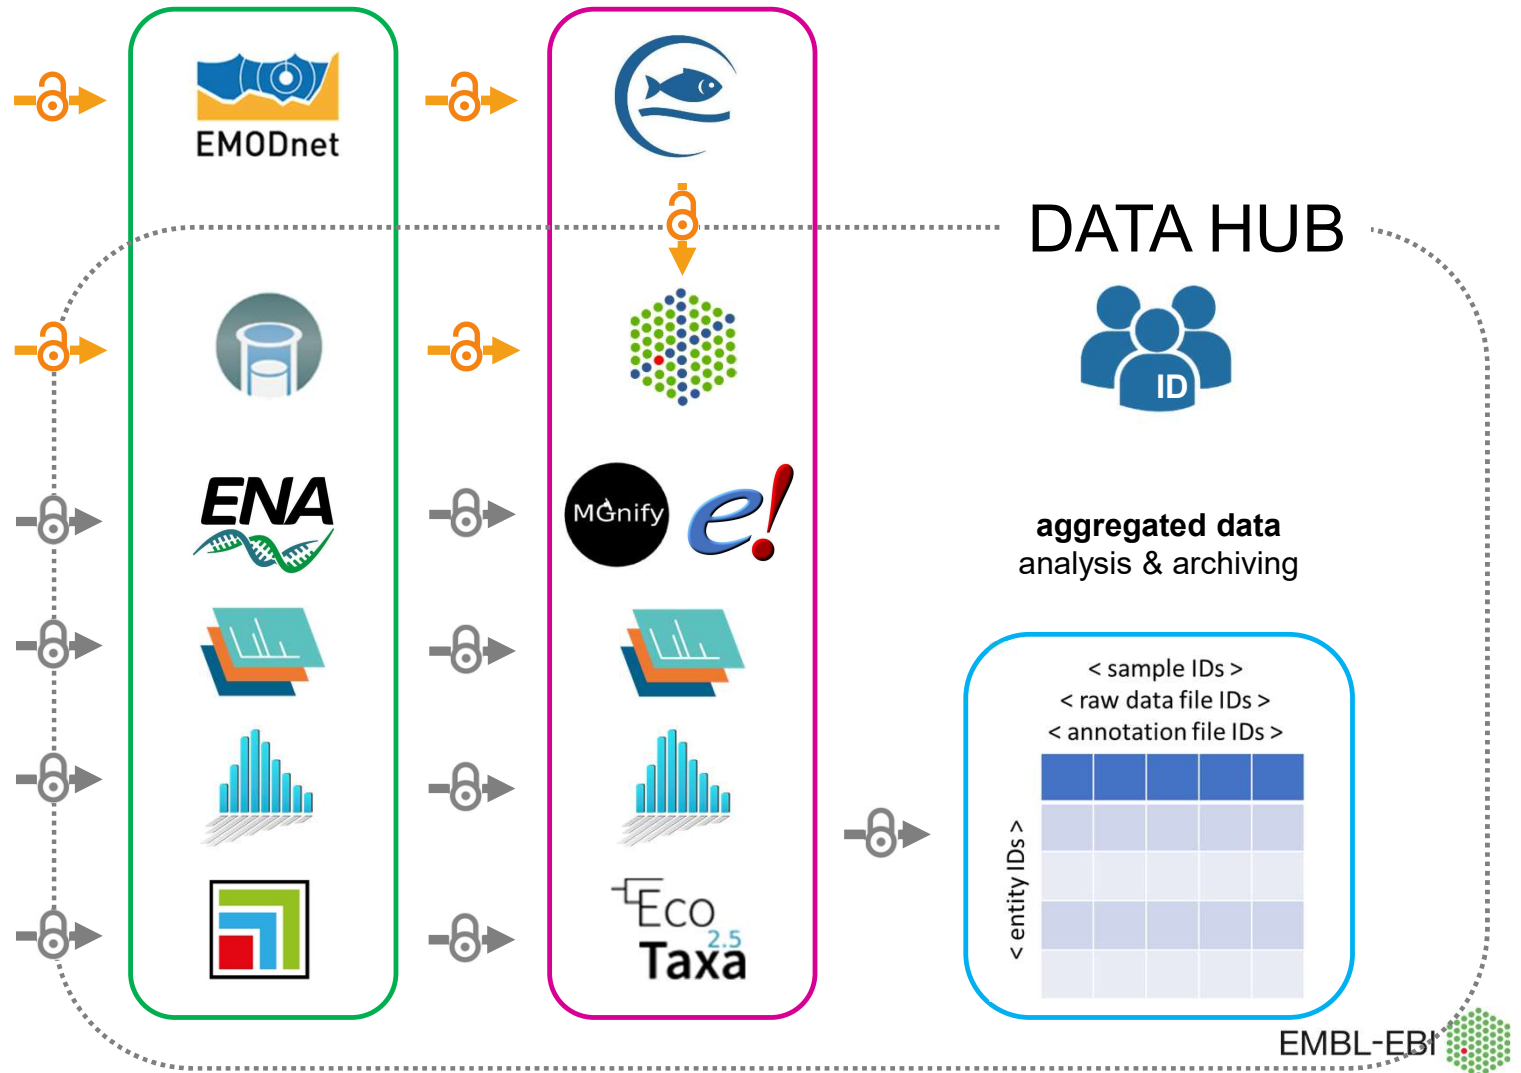 EMODnet
DATA HUB
ID
ENA
MGnify
e!
aggregated data
analysis & archiving
< sample IDs >
< raw data file IDs >
< annotation file IDs >
< entity IDs >
Eco
2.5
Taxa
EMBL-EBI